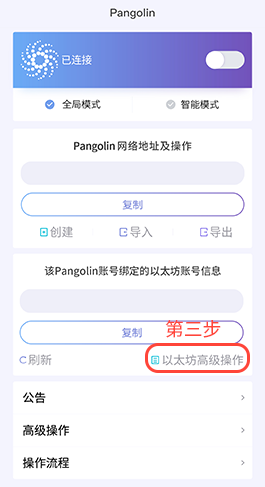 Pangolin
已连接
全局模式 智能模式
Pangolin 网络地址及操作
复制
创建 导入 导出
该Pangolin账号绑定的以太坊账号信息
复制
第三步
刷新 以太坊高级操作
公告
高级操作
操作流程